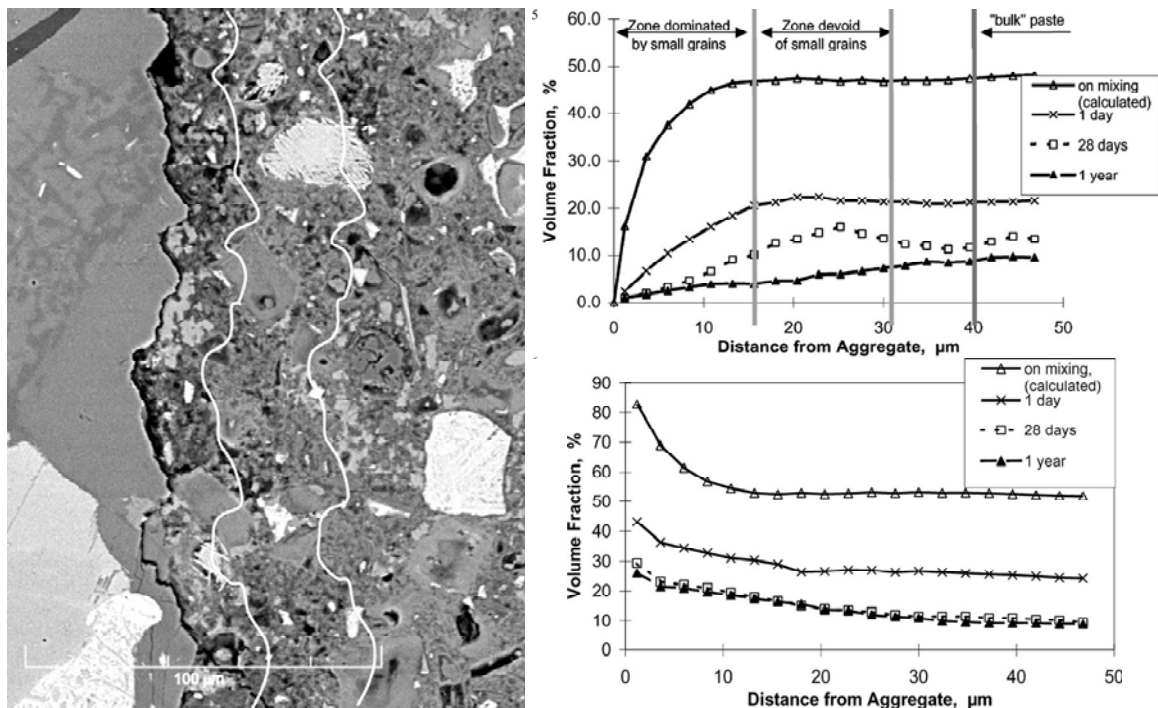 100 µm
5
Volume Fraction, %
60.0
50.0
40.0
30.0
20.0
10.0
0.0
Zone dominated
by small grains
Zone devoid
of small grains
"bulk" paste
on mixing
(calculated)
1 day
28 days
1 year
0 10 20 30 40 50
Distance from Aggregate, µm
Volume Fraction, %
90
80
70
60
50
40
30
20
10
0
on mixing,
(calculated)
1 day
28 days
1 year
0 10 20 30 40 50
Distance from Aggregate, µm